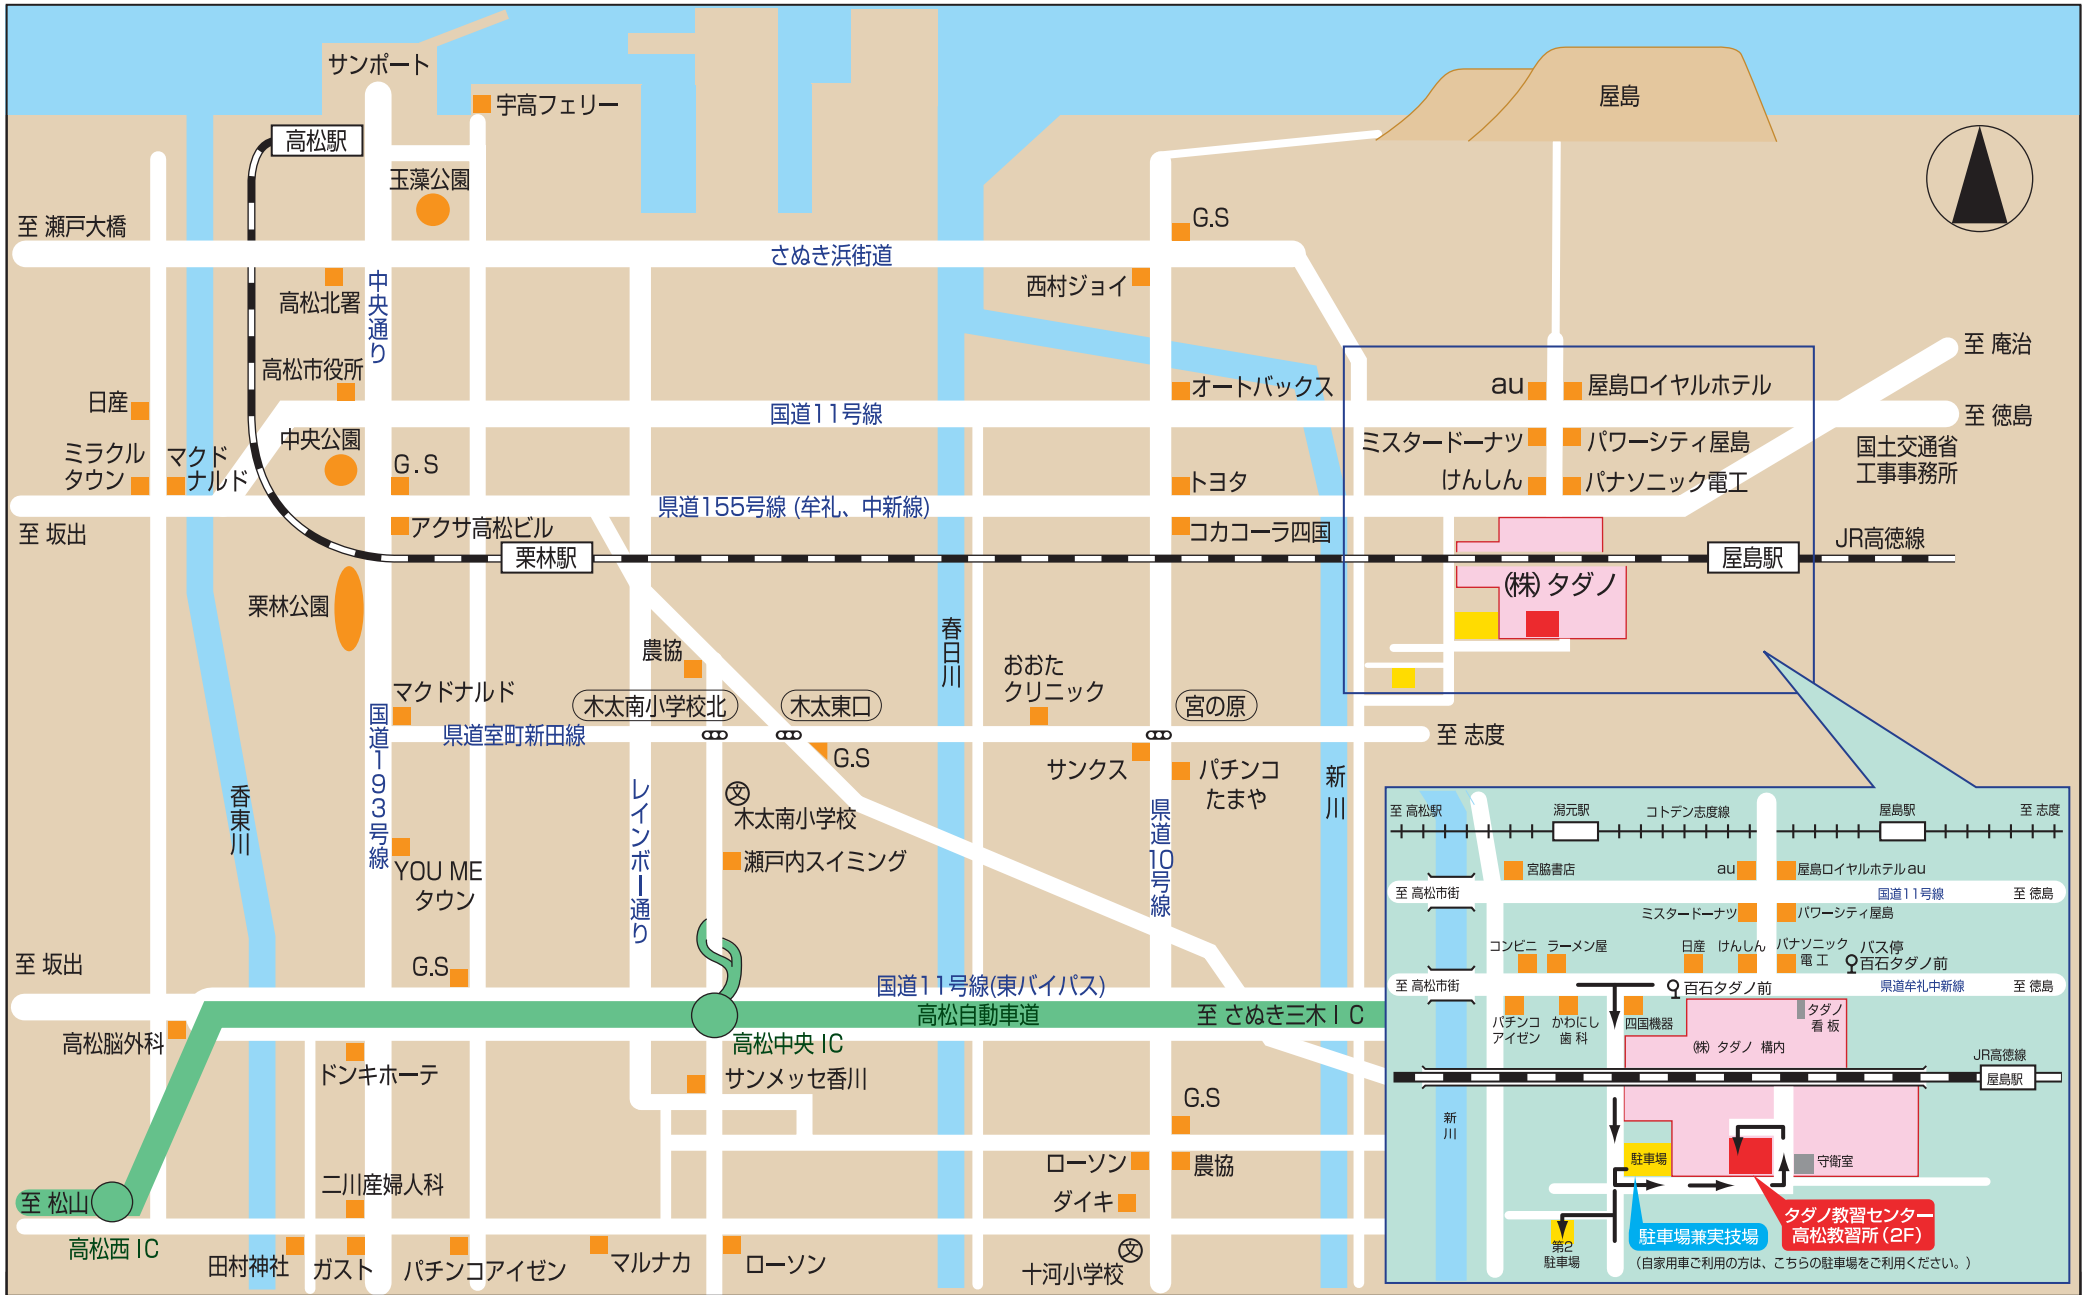 サンポート
宇高フェリー
屋島
高松駅
玉藻公園
至 瀬戸大橋
G.S
さぬき浜街道
西村ジョイ
高松北署
中央通り
高松市役所
至 庵治
日産
オートバックス
au
屋島ロイヤルホテル
国道11号線
至 徳島
中央公園
ミラクル
タウン
マクド
ナルド
G.S
ミスタードーナツ
パワーシティ屋島
国土交通省
工事事務所
トヨタ
けんしん
パナソニック電工
県道155号線 (牟礼、中新線)
至 坂出
アクサ高松ビル
コカコーラ四国
栗林駅
屋島駅
JR高徳線
(株) タダノ
栗林公園
農協
春日川
おおた
クリニック
マクドナルド
木太南小学校北
木太東口
宮の原
国道193号線
県道室町新田線
至 志度
G.S
サンクス
パチンコ
たまや
新川
香東川
レインボー通り
文
木太南小学校
県道10号線
瀬戸内スイミング
YOU ME
タウン
至 坂出
G.S
国道11号線(東バイパス)
高松自動車道
至 さぬき三木IC
高松脳外科
高松中央 IC
ドンキホーテ
サンメッセ香川
G.S
ローソン
農協
二川産婦人科
ダイキ
至 松山
高松西 IC
田村神社
ガスト
パチンコアイゼン
マルナカ
ローソン
文
十河小学校
至 高松駅
潟元駅
コトデン志度線
屋島駅
至 志度
宮脇書店
au
屋島ロイヤルホテルau
至 高松市街
国道11号線
至 徳島
ミスタードーナツ
パワーシティ屋島
コンビニ
ラーメン屋
日産
けんしん
パナソニック
電工
バス停
百石タダノ前
至 高松市街
百石タダノ前
県道牟礼中新線
至 徳島
パチンコ
アイゼン
かわにし
歯科
四国機器
タダノ
看板
(株) タダノ 構内
JR高徳線
屋島駅
新川
駐車場
守衛室
タダノ教習センター
高松教習所(2F)
駐車場兼実技場
第2
駐車場
(自家用車ご利用の方は、こちらの駐車場をご利用ください。)